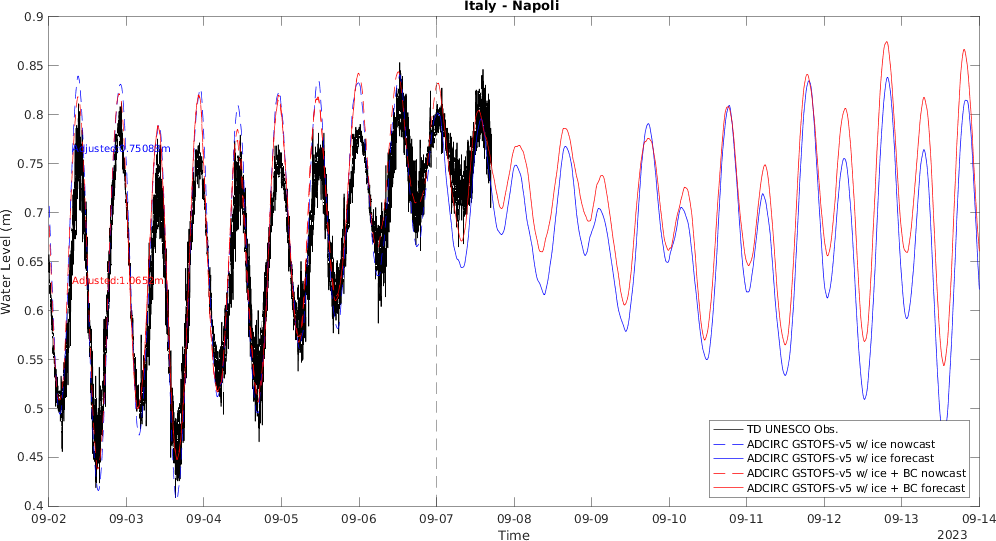 Italy - Napoli
0.9
0.85
0.8
0.75
0.7
0.65
0.6
0.55
0.5
0.45
0.4
Water Level (m)
Adjusted:1.065
TD UNESCO Obs.
ADCIRC GSTOFS-v5 w/ ice nowcast
ADCIRC GSTOFS-v5 w/ ice forecast
ADCIRC GSTOFS-v5 w/ ice + BC nowcast
ADCIRC GSTOFS-v5 w/ ice + BC forecast
09-02 09-03 09-04 09-05 09-06 09-07 09-08 09-09 09-10 09-11 09-12 09-13 09-14
Time
2023